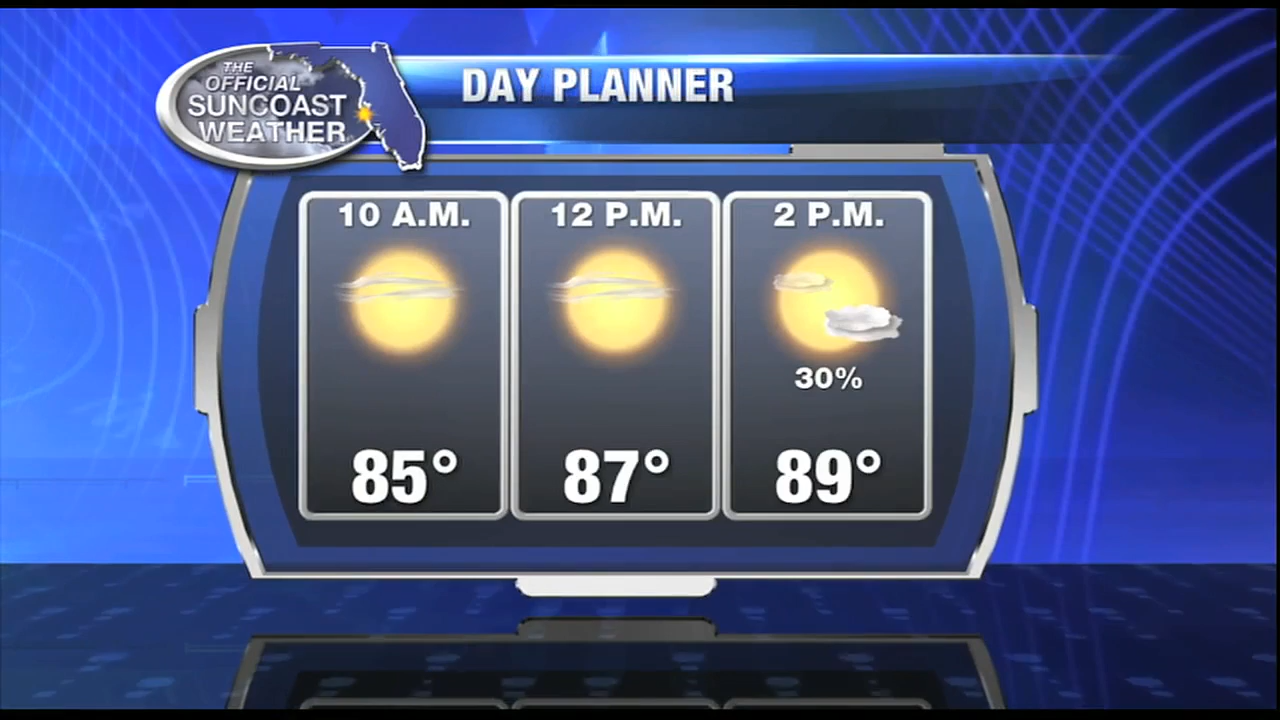 THE
OFFICIAL
SUNCOAST
WEATHER
DAY PLANNER
10 A.M.
12 P.M.
2 P.M.
30%
85°
87°
89°